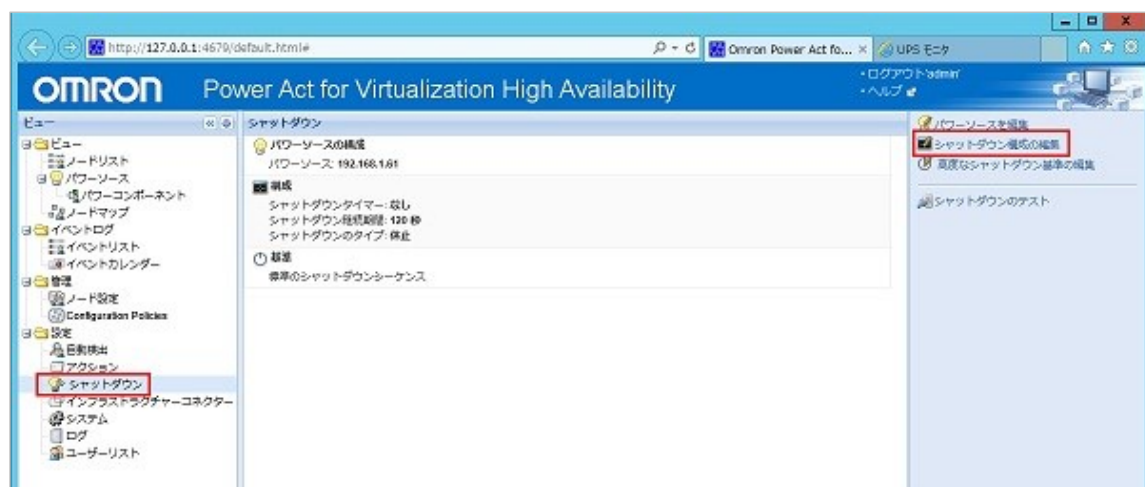 http://127.0.0.1:4679/default.html#
Omron Power Act fo...
UPS モニタ
OMRON
Power Act for Virtualization High Availability
・ログアウト'admin'
・ヘルプ
ビュー
ビュー
ノードリスト
パワーソース
パワーコンポーネント
ノードマップ
イベントログ
イベントリスト
イベントカレンダー
管理
ノード設定
Configuration Policies
設定
自動検出
アクション
シャットダウン
インフラストラクチャーコネクター
システム
ログ
ユーザーリスト
シャットダウン
パワーソースの構成
パワーソース: 192.168.1.61
構成
シャットダウンタイマー: なし
シャットダウン継続期間: 120 秒
シャットダウンのタイプ: 休止
基準
標準のシャットダウンシーケンス
パワーソースを編集
シャットダウン構成の編集
高度なシャットダウン基準の編集
シャットダウンのテスト